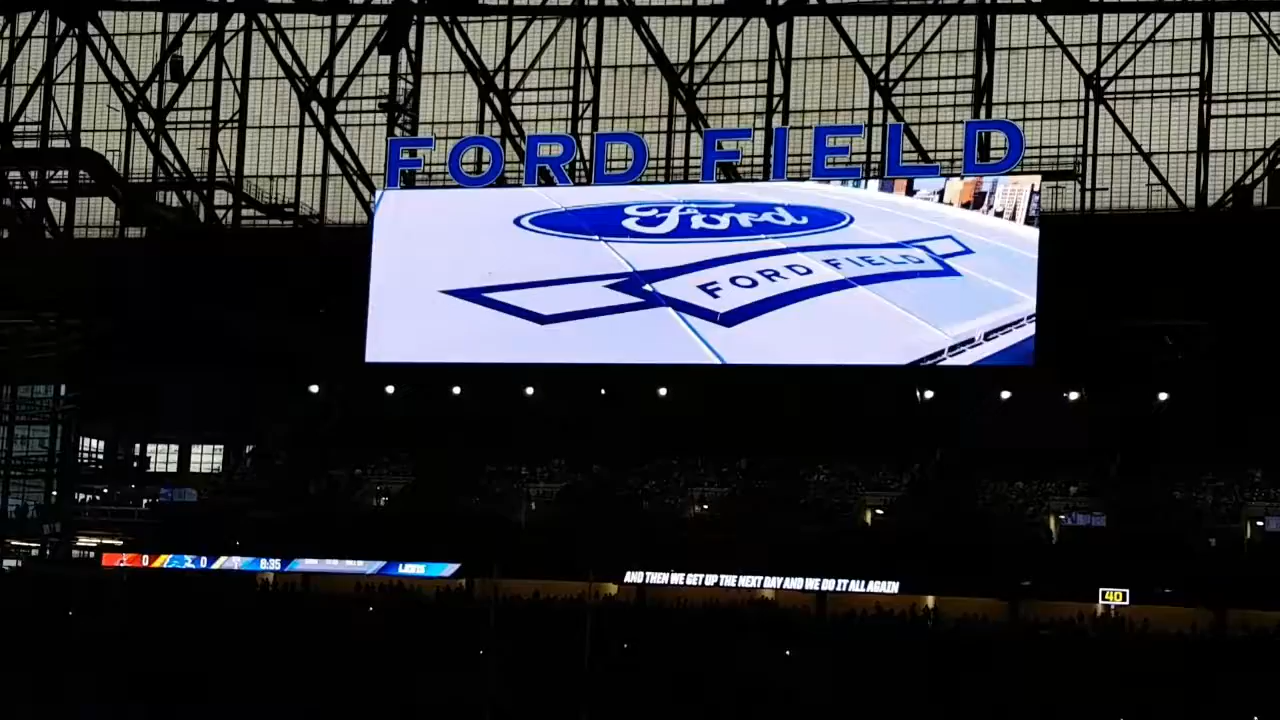 FORD FIELD
Ford
FORD FIELD
0 0 8:35 LIONS
AND THEN WE GET UP THE NEXT DAY AND WE DO IT ALL AGAIN
40